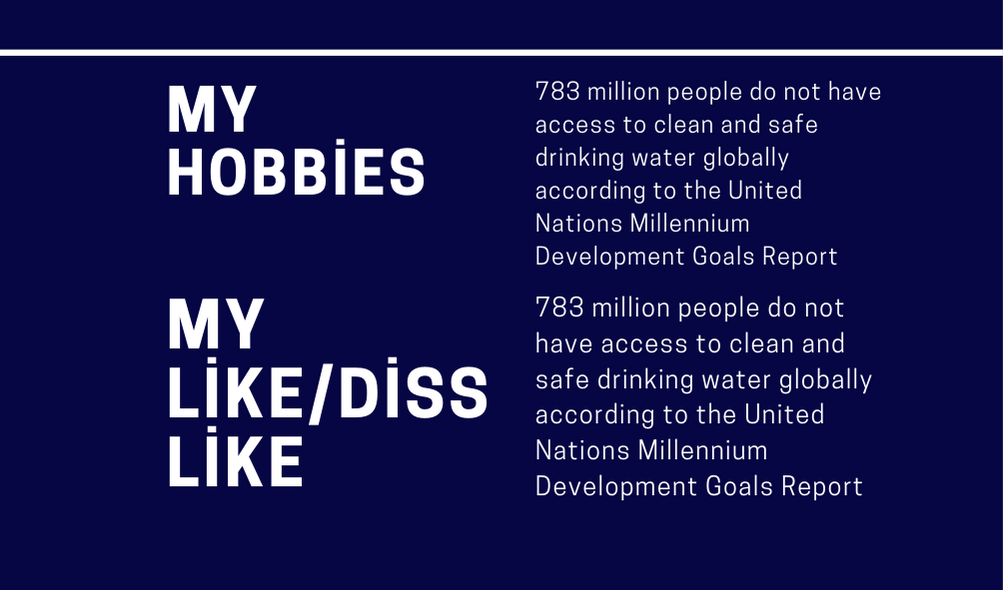 MY
HOBBİES
783 million people do not have
access to clean and safe
drinking water globally
according to the United
Nations Millennium
Development Goals Report
MY
LİKE/DİSS
LİKE
783 million people do not
have access to clean and
safe drinking water globally
according to the United
Nations Millennium
Development Goals Report